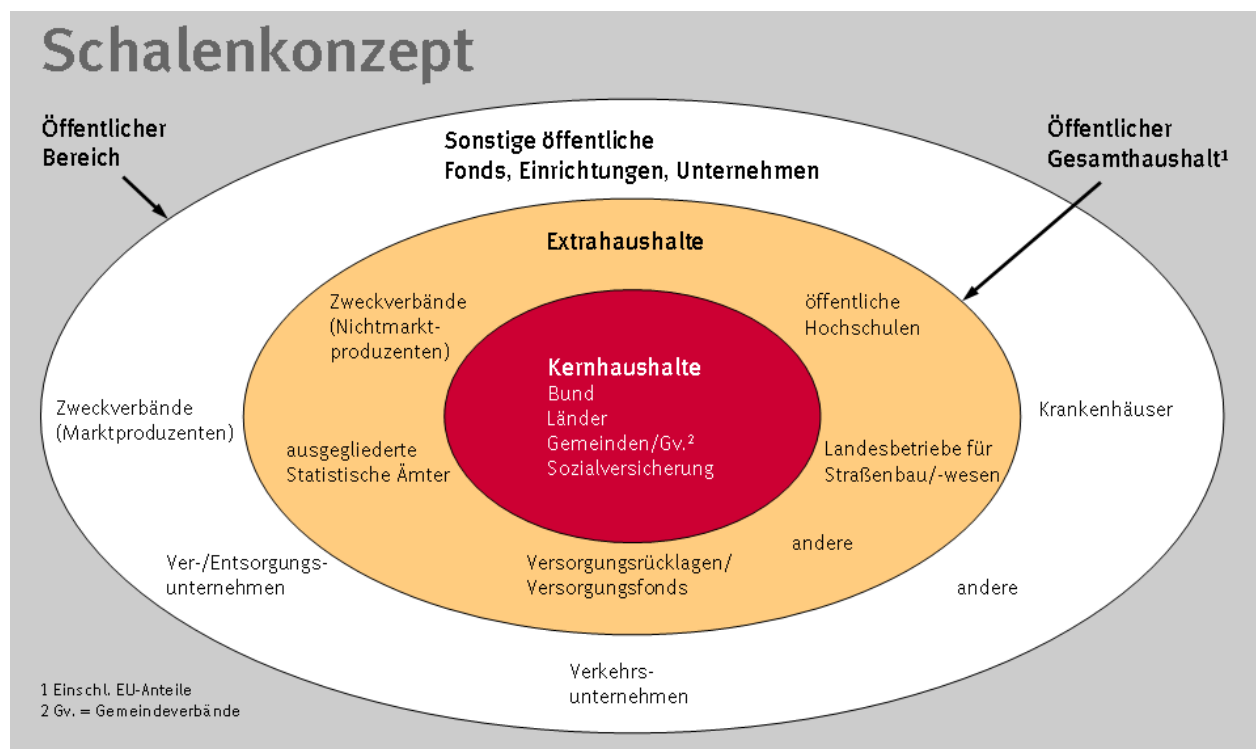 Schalenkonzept
Öffentlicher
Bereich
Sonstige öffentliche
Fonds, Einrichtungen, Unternehmen
Öffentlicher
Gesamthaushalt¹
Extrahaushalte
Zweckverbände
(Nichtmarkt-
produzenten)
öffentliche
Hochschulen
Kernhaushalte
Bund
Länder
Gemeinden/Gv.²
Sozialversicherung
Zweckverbände
(Marktproduzenten)
Krankenhäuser
ausgegliederte
Statistische Ämter
Landesbetriebe für
Straßenbau/-wesen
andere
Ver-/Entsorgungs-
unternehmen
Versorgungsrücklagen/
Versorgungsfonds
andere
Verkehrs-
unternehmen
1 Einschl. EU-Anteile
2 Gv. = Gemeindeverbände